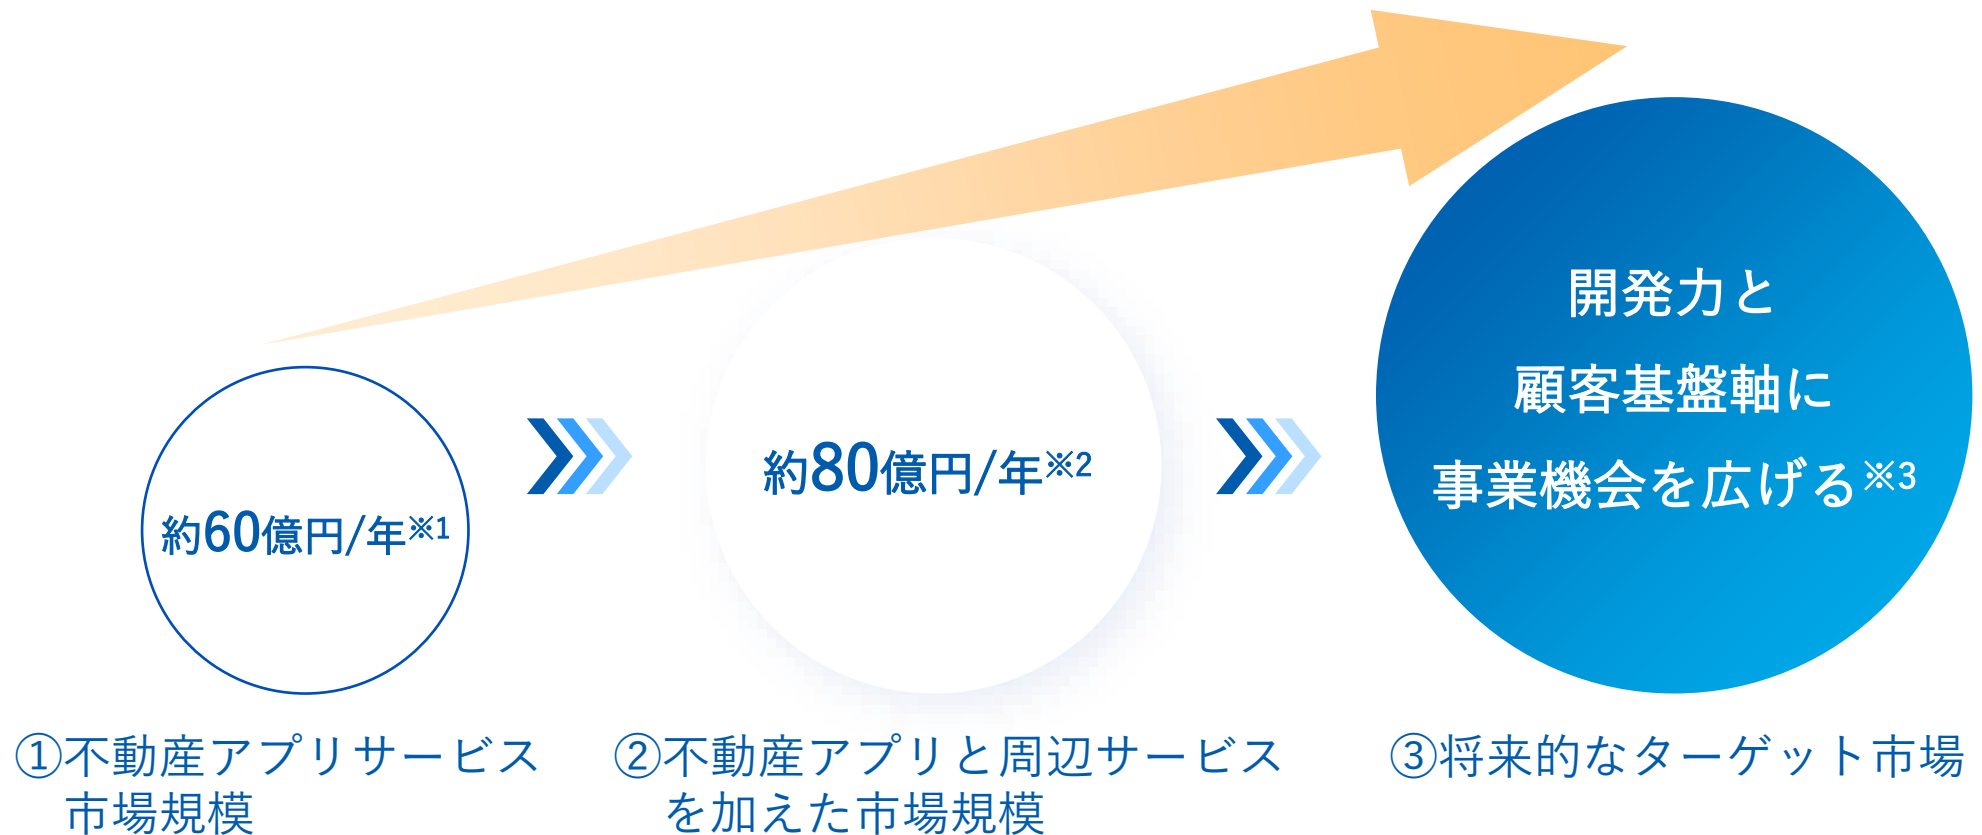 約60億円/年※1
約80億円/年※2
開発力と
顧客基盤軸に
事業機会を広げる※3
①不動産アプリサービス
市場規模
②不動産アプリと周辺サービス
を加えた市場規模
③将来的なターゲット市場